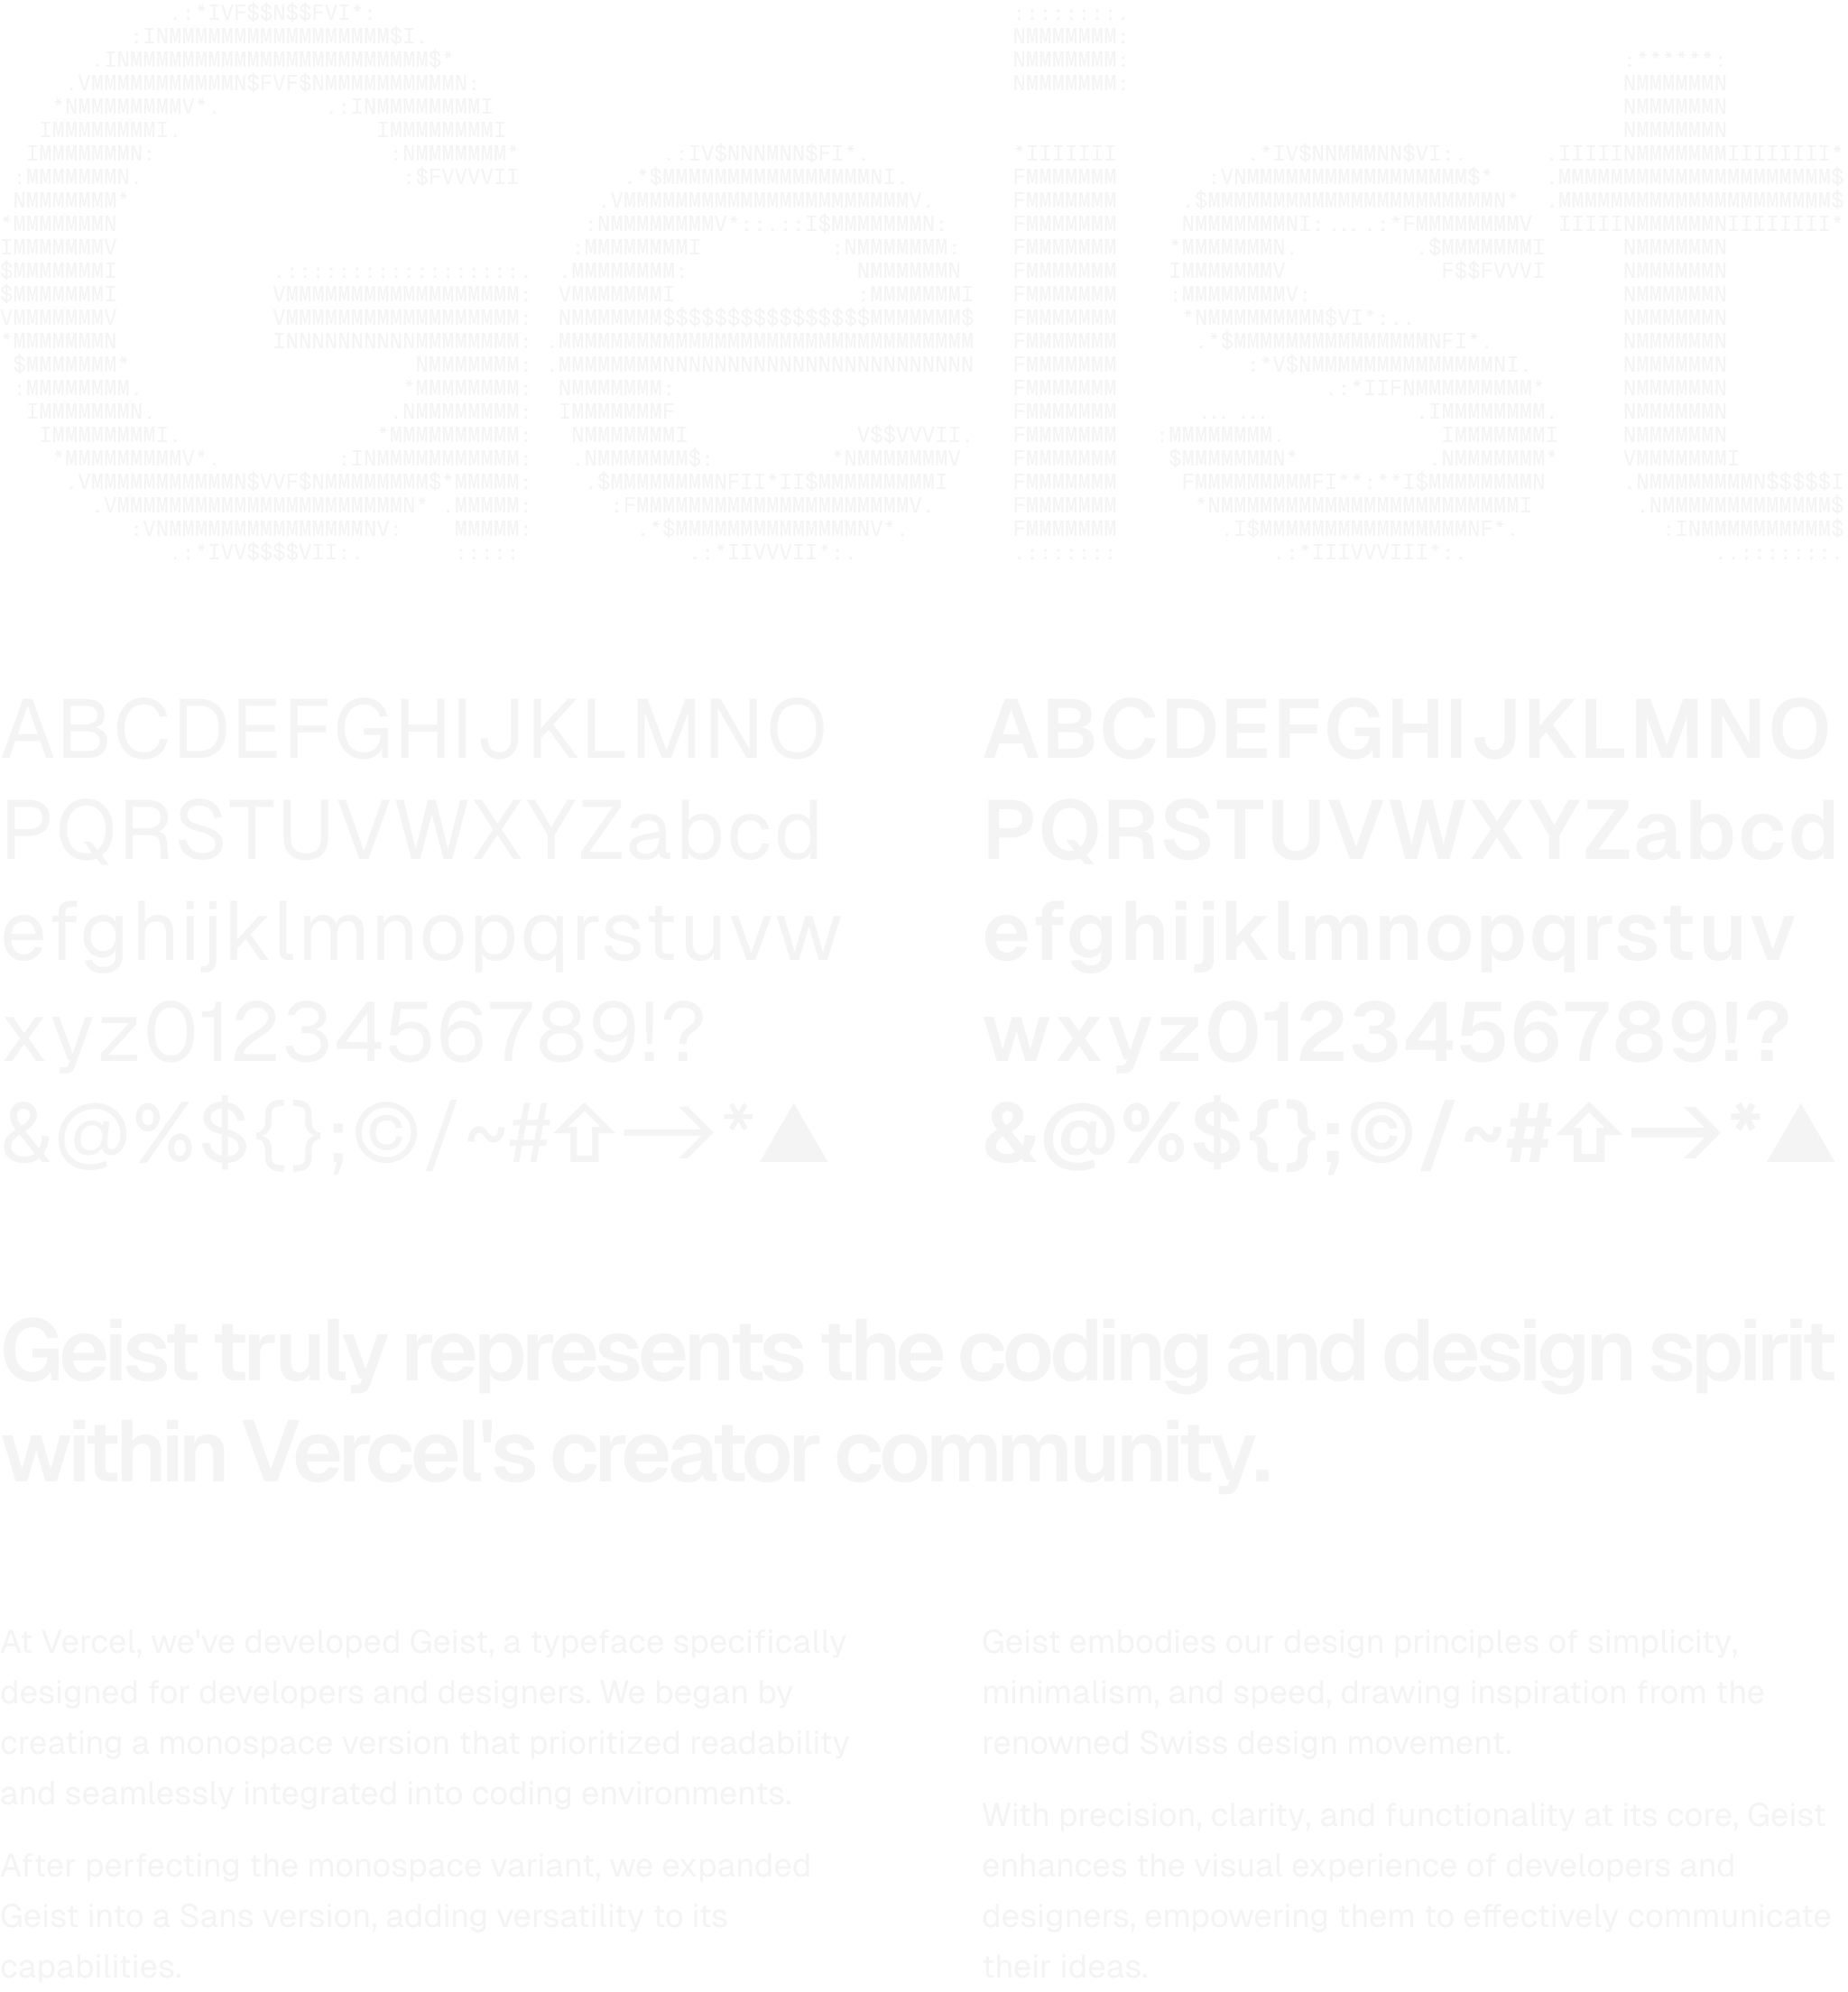 Geist
ABCDEFGHIJKLMNO
PQRSTUVWXYZabcd
efghijklmnopqrstuvw
xyz0123456789!?
&@%${};©/~#⇧→*▲
ABCDEFGHIJKLMNO
PQRSTUVWXYZabcd
efghijklmnopqrstuv
wxyz0123456789!?
&@%${};©/~#⇧→*▲
Geist truly represents the coding and design spirit
within Vercel's creator community.
At Vercel, we've developed Geist, a typeface specifically
designed for developers and designers. We began by
creating a monospace version that prioritized readability
and seamlessly integrated into coding environments.
After perfecting the monospace variant, we expanded
Geist into a Sans version, adding versatility to its
capabilities.
Geist embodies our design principles of simplicity,
minimalism, and speed, drawing inspiration from the
renowned Swiss design movement.
With precision, clarity, and functionality at its core, Geist
enhances the visual experience of developers and
designers, empowering them to effectively communicate
their ideas.